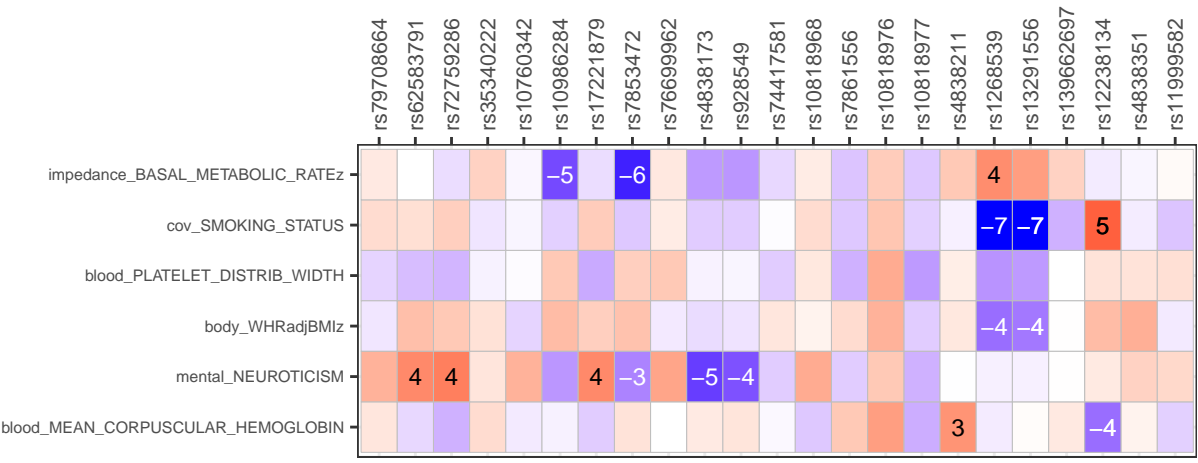 rs79708664 rs62583791 rs72759286 rs35340222 rs10760342 rs10986284 rs17221879 rs7853472 rs76699962 rs4838173 rs928549 rs74417581 rs10818968 rs7861556 rs10818976 rs10818977 rs4838211 rs1268539 rs13291556 rs139662697 rs12238134 rs4838351 rs11999582
impedance_BASAL_METABOLIC_RATEz −5 −6 4
cov_SMOKING_STATUS −7 −7 5
blood_PLATELET_DISTRIB_WIDTH
body_WHRadjBMIz −4 −4
mental_NEUROTICISM 4 4 4 −3 −5 −4
blood_MEAN_CORPUSCULAR_HEMOGLOBIN 3 −4